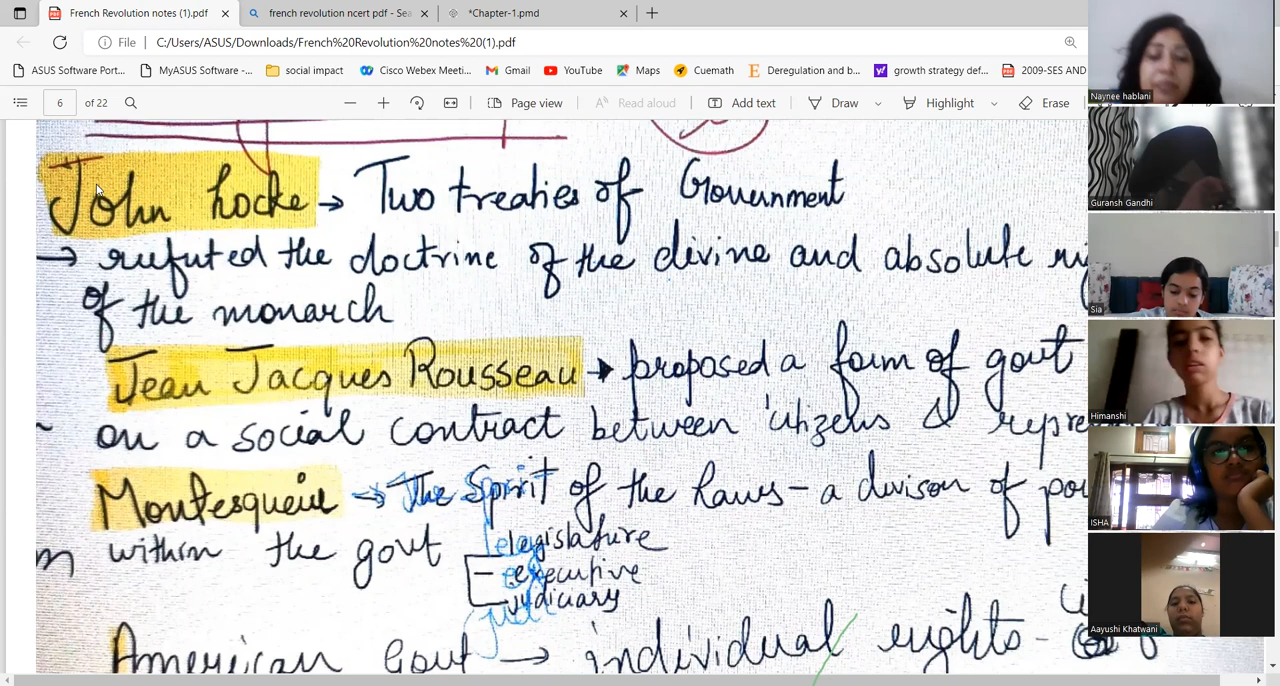 French Revolution notes (1).pdf
french revolution ncert pdf - Sea
*Chapter-1.pmd
File
C:/Users/ASUS/Downloads/French%20Revolution%20notes%20(1).pdf
ASUS Software Port...
MyASUS Software -...
social impact
Cisco Webex Meeti...
Gmail
YouTube
Maps
Cuemath
Deregulation and b...
growth strategy def...
2009-SES AND
6 of 22
Page view
Read aloud
Add text
Draw
Highlight
Erase
John Locke → Two treaties of Government
→ refuted the doctrine of the divine and absolute
of the monarch
Jean Jacques Rousseau → proposed a form of govt
on a social contract between citizens & repre
Montesqueiu → The Spirit of the Laws - a divison of po
within the govt
legislature
- executive
- judiciary
American Govt → individual rights -
Naynee hablani
Guransh Gandhi
Sia
Himanshi
ISHA
Aayushi Khatwani